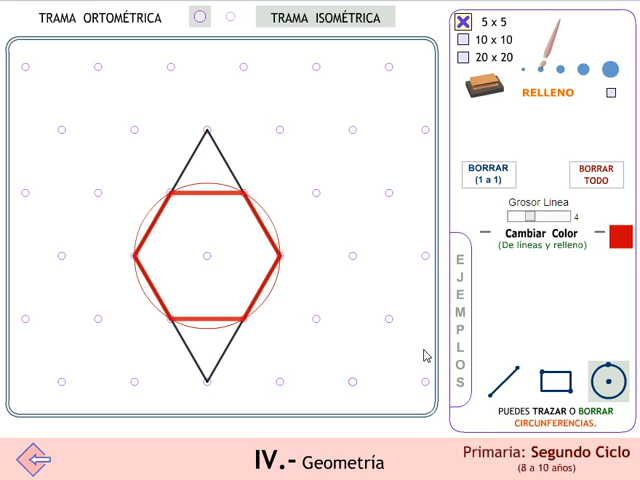 TRAMA ORTOMÉTRICA
TRAMA ISOMÉTRICA
5 x 5
10 x 10
20 x 20
RELLENO
BORRAR
(1 a 1)
BORRAR
TODO
Grosor Linea
4
Cambiar Color
(De líneas y relleno)
EJEMPLOS
PUEDES TRAZAR O BORRAR
CIRCUNFERENCIAS.
IV.- Geometría
Primaria: Segundo Ciclo
(8 a 10 años)